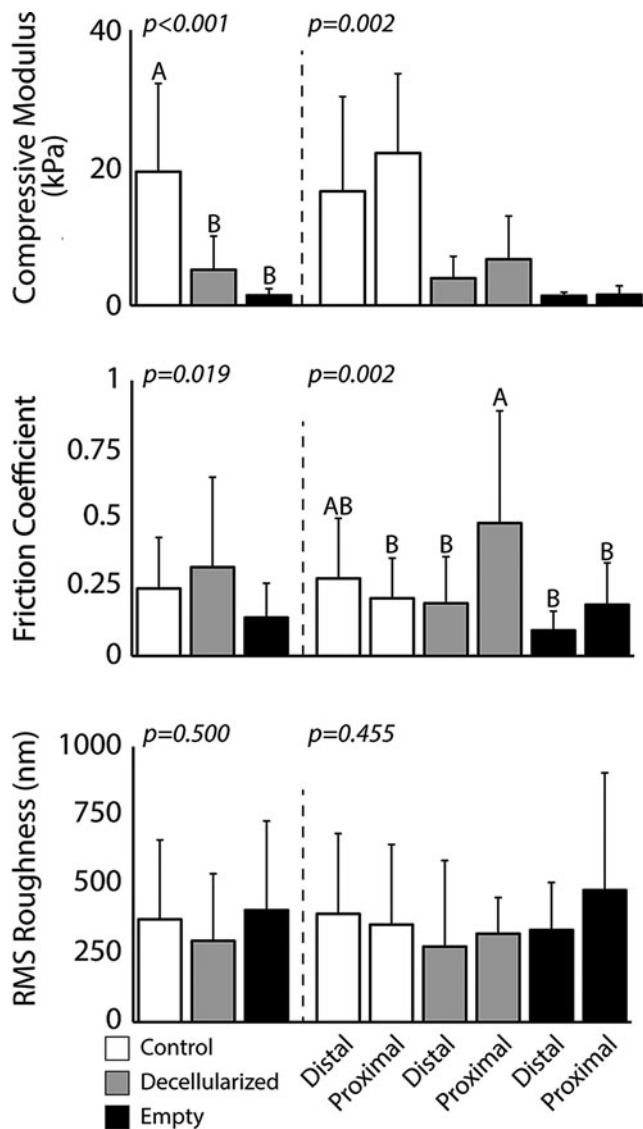 Compressive Modulus
(kPa)
40
20
0
p<0.001
p=0.002
A
B
B
Friction Coefficient
1
0.75
0.5
0.25
0
p=0.019
p=0.002
AB
B
B
A
B
B
RMS Roughness (nm)
1000
750
500
250
0
p=0.500
p=0.455
Distal
Proximal
Distal
Proximal
Distal
Proximal
Control
Decellularized
Empty